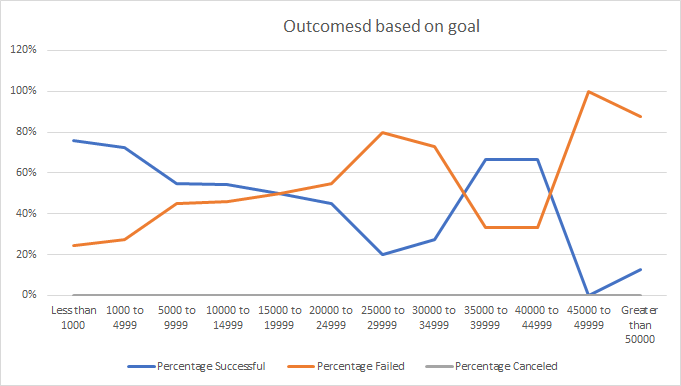 Outcomesd based on goal
120%
100%
80%
60%
40%
20%
0%
Less than 1000
1000 to 4999
5000 to 9999
10000 to 14999
15000 to 19999
20000 to 24999
25000 to 29999
30000 to 34999
35000 to 39999
40000 to 44999
45000 to 49999
Greater than 50000
Percentage Successful
Percentage Failed
Percentage Canceled